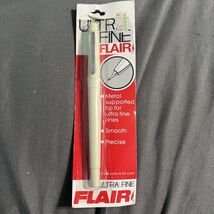 ULTRA
FINE
FLAIR
• Metal
supported
tip for
ultra fine
lines
• Smooth
• Precise
ULTRA FINE
FLAIR